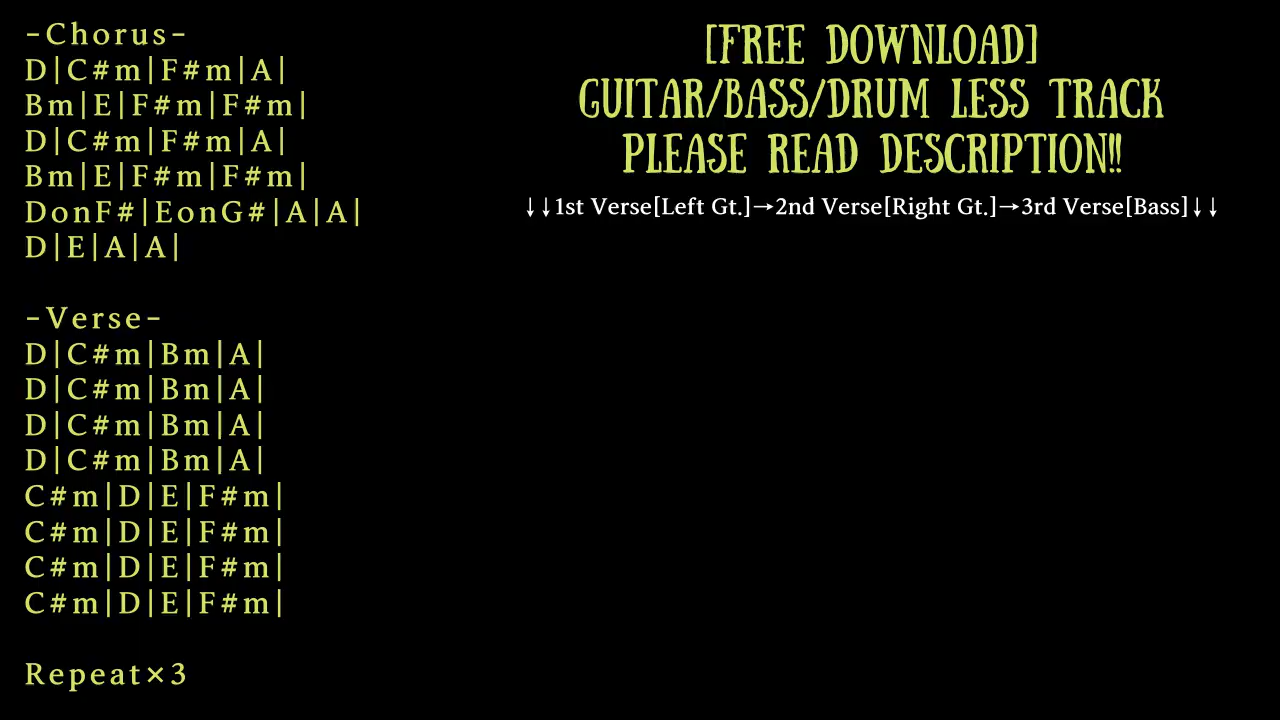 -Chorus-
D|C#m|F#m|A|
Bm|E|F#m|F#m|
D|C#m|F#m|A|
Bm|E|F#m|F#m|
DonF#|EonG#|A|A|
D|E|A|A|
-Verse-
D|C#m|Bm|A|
D|C#m|Bm|A|
D|C#m|Bm|A|
D|C#m|Bm|A|
C#m|D|E|F#m|
C#m|D|E|F#m|
C#m|D|E|F#m|
C#m|D|E|F#m|
Repeat×3
[FREE DOWNLOAD]
GUITAR/BASS/DRUM LESS TRACK
PLEASE READ DESCRIPTION!!
↓↓1st Verse[Left Gt.]→2nd Verse[Right Gt.]→3rd Verse[Bass]↓↓